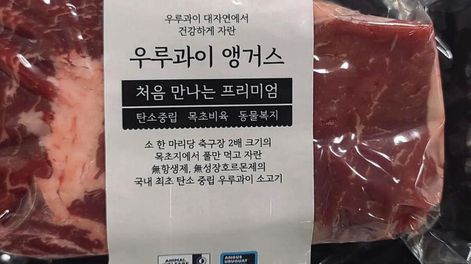 우루과이 대자연에서
건강하게 자란
우루과이 앵거스
처음 만나는 프리미엄
탄소중립 목초비육 동물복지
소 한 마리당 축구장 2배 크기의
목초지에서 풀만 먹고 자란
無항생제, 無성장호르몬제의
국내 최초 탄소 중립 우루과이 소고기
ANIMAL
WELFARE
ANGUS
URUGUAY